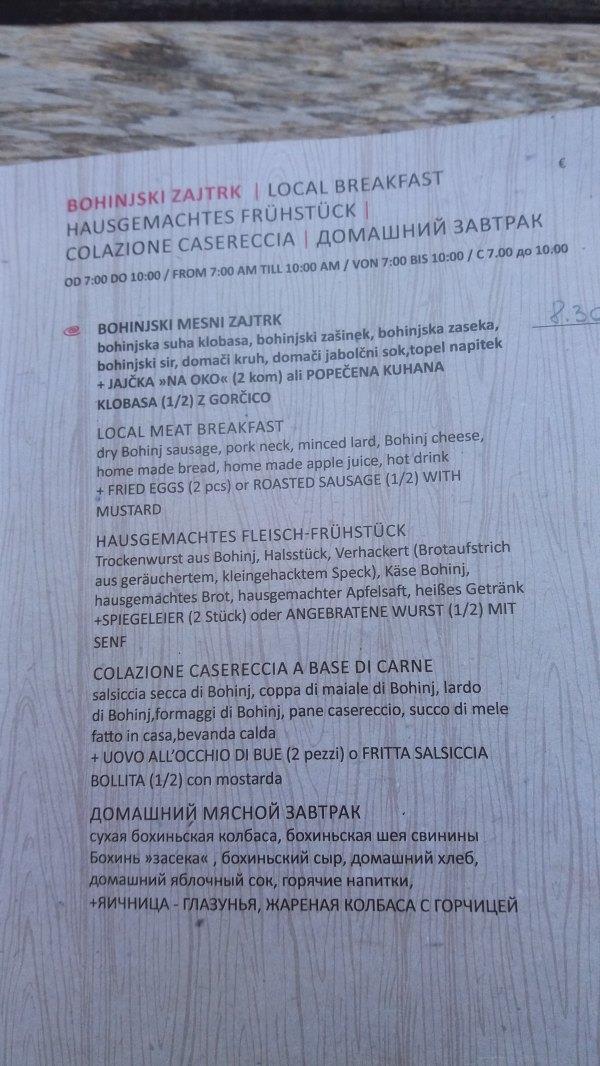 €
BOHINJSKI ZAJTRK | LOCAL BREAKFAST
HAUSGEMACHTES FRÜHSTÜCK |
COLAZIONE CASERECCIA | ДОМАШНИЙ ЗАВТРАК
OD 7:00 DO 10:00 / FROM 7:00 AM TILL 10:00 AM / VON 7:00 BIS 10:00 / С 7.00 до 10.00
BOHINJSKI MESNI ZAJTRK
bohinjska suha klobasa, bohinjski zašinek, bohinjska zaseka,
bohinjski sir, domači kruh, domači jabolčni sok,topel napitek
+ JAJČKA »NA OKO« (2 kom) ali POPEČENA KUHANA
KLOBASA (1/2) Z GORČICO
8.30
LOCAL MEAT BREAKFAST
dry Bohinj sausage, pork neck, minced lard, Bohinj cheese,
home made bread, home made apple juice, hot drink
+ FRIED EGGS (2 pcs) or ROASTED SAUSAGE (1/2) WITH
MUSTARD
HAUSGEMACHTES FLEISCH-FRÜHSTÜCK
Trockenwurst aus Bohinj, Halsstück, Verhackert (Brotaufstrich
aus geräuchertem, kleingehacktem Speck), Käse Bohinj,
hausgemachtes Brot, hausgemachter Apfelsaft, heißes Getränk
+SPIEGELEIER (2 Stück) oder ANGEBRATENE WURST (1/2) MIT
SENF
COLAZIONE CASERECCIA A BASE DI CARNE
salsiccia secca di Bohinj, coppa di maiale di Bohinj, lardo
di Bohinj,formaggi di Bohinj, pane casereccio, succo di mele
fatto in casa,bevanda calda
+ UOVO ALL'OCCHIO DI BUE (2 pezzi) o FRITTA SALSICCIA
BOLLITA (1/2) con mostarda
ДОМАШНИЙ МЯСНОЙ ЗАВТРАК
сухая бохиньская колбаса, бохиньская шея свинины
Бохинь »засека« , бохиньский сыр, домашний хлеб,
домашний яблочный сок, горячие напитки,
+ЯИЧНИЦА - ГЛАЗУНЬЯ, ЖАРЕНАЯ КОЛБАСА С ГОРЧИЦЕЙ